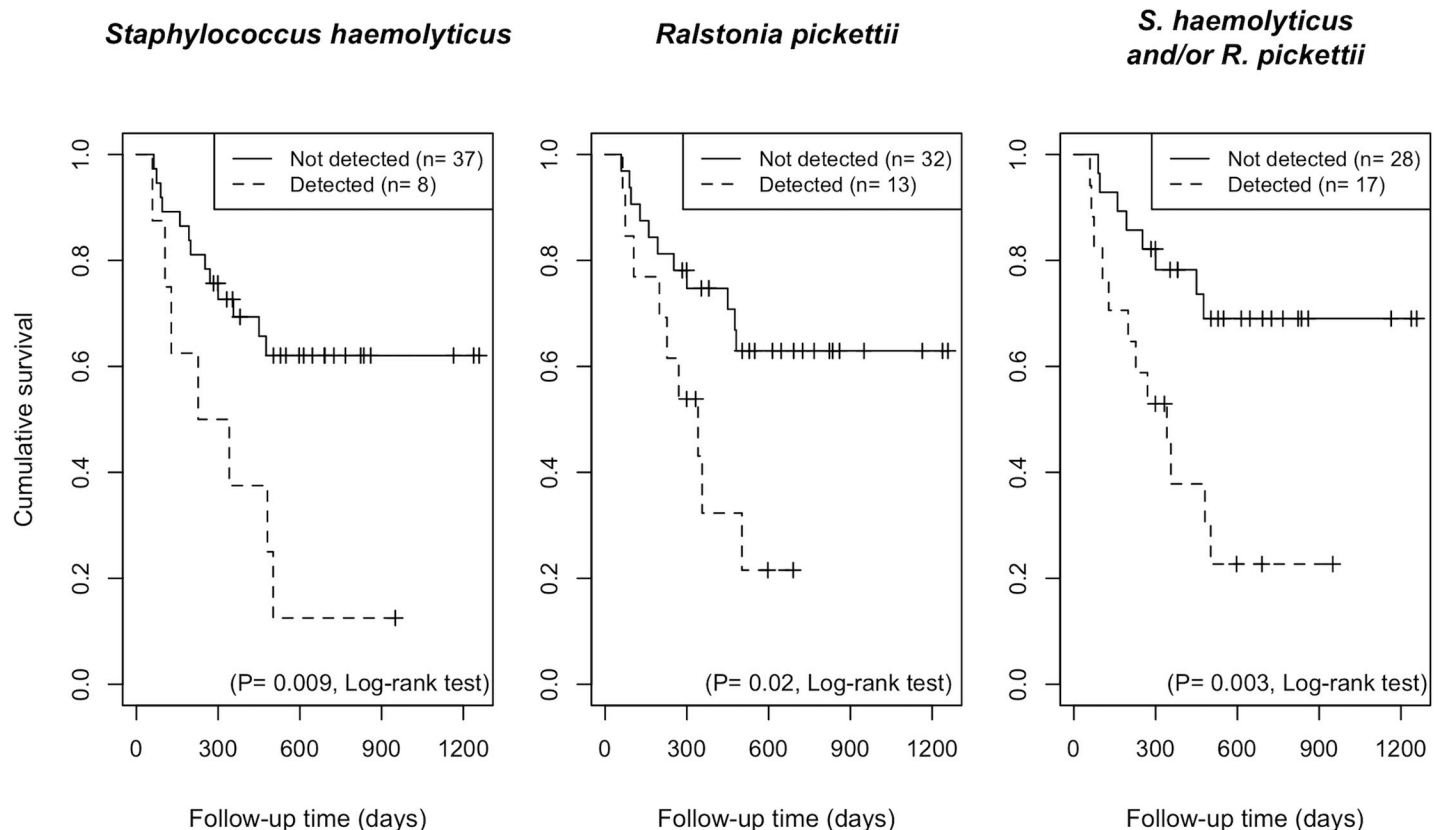 Staphylococcus haemolyticus
Ralstonia pickettii
S. haemolyticus
and/or R. pickettii
Cumulative survival
1.0
0.8
0.6
0.4
0.2
0.0
Not detected (n= 37)
Detected (n= 8)
(P= 0.009, Log-rank test)
0 300 600 900 1200
Follow-up time (days)
1.0
0.8
0.6
0.4
0.2
0.0
Not detected (n= 32)
Detected (n= 13)
(P= 0.02, Log-rank test)
0 300 600 900 1200
Follow-up time (days)
1.0
0.8
0.6
0.4
0.2
0.0
Not detected (n= 28)
Detected (n= 17)
(P= 0.003, Log-rank test)
0 300 600 900 1200
Follow-up time (days)